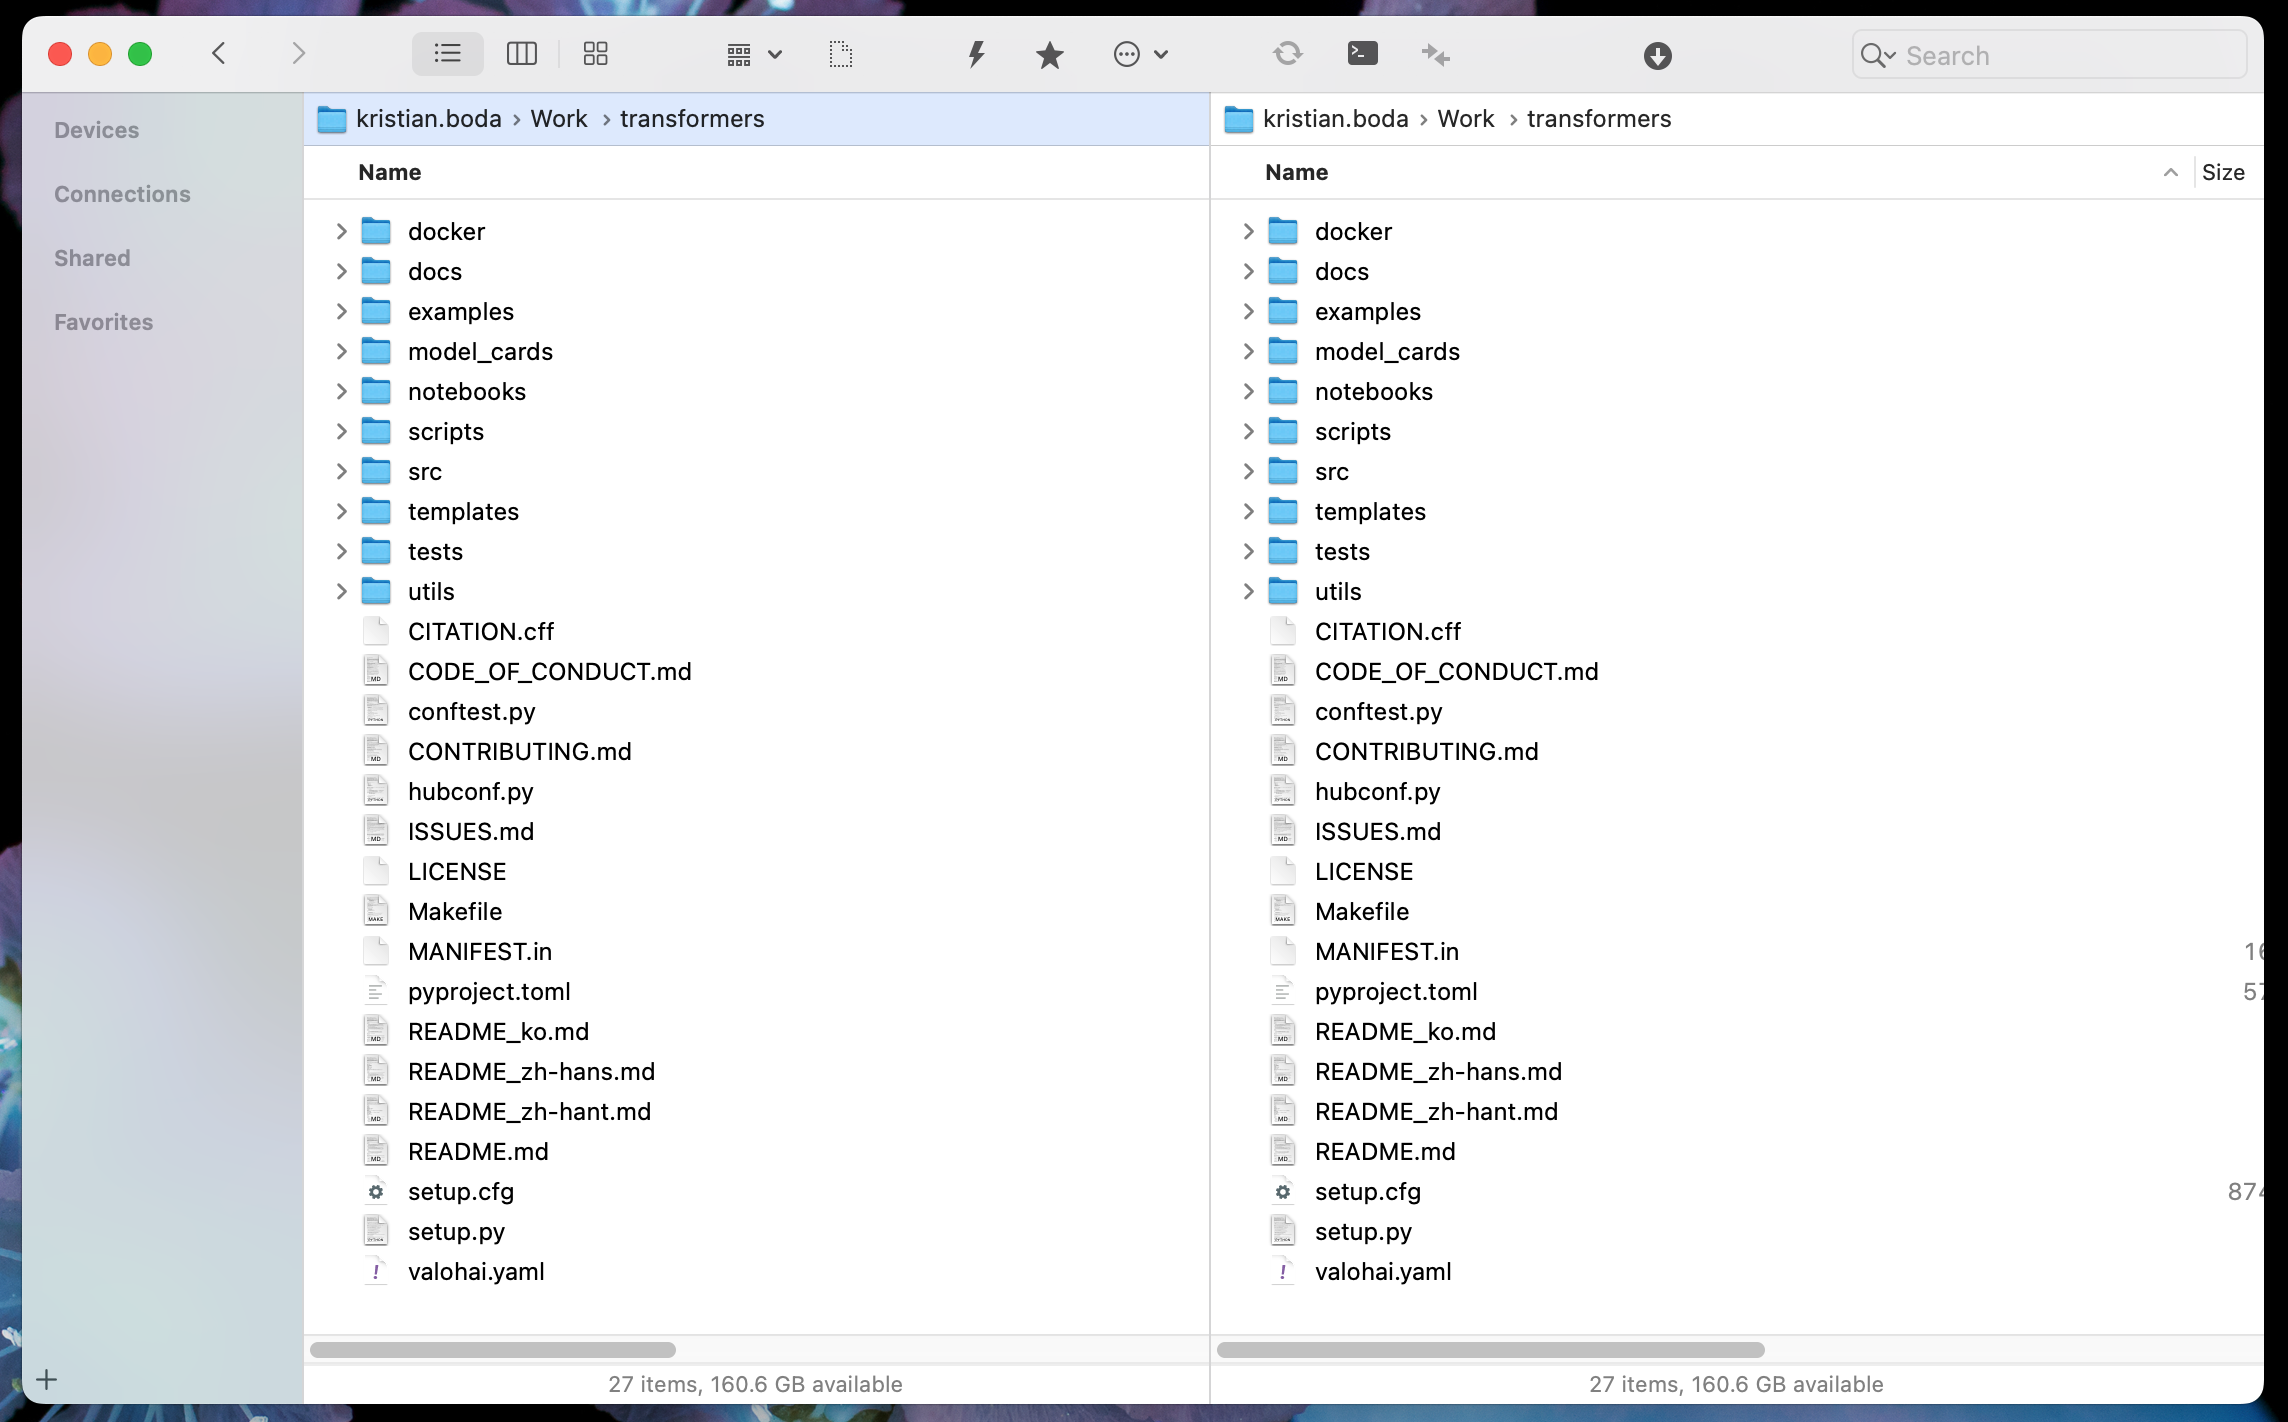 Search
Devices
Connections
Shared
Favorites
kristian.boda › Work › transformers
Name
docker
docs
examples
model_cards
notebooks
scripts
src
templates
tests
utils
CITATION.cff
CODE_OF_CONDUCT.md
conftest.py
CONTRIBUTING.md
hubconf.py
ISSUES.md
LICENSE
Makefile
MANIFEST.in
pyproject.toml
README_ko.md
README_zh-hans.md
README_zh-hant.md
README.md
setup.cfg
setup.py
valohai.yaml
27 items, 160.6 GB available
kristian.boda › Work › transformers
Name Size
docker
docs
examples
model_cards
notebooks
scripts
src
templates
tests
utils
CITATION.cff
CODE_OF_CONDUCT.md
conftest.py
CONTRIBUTING.md
hubconf.py
ISSUES.md
LICENSE
Makefile
MANIFEST.in
pyproject.toml
README_ko.md
README_zh-hans.md
README_zh-hant.md
README.md
setup.cfg
setup.py
valohai.yaml
27 items, 160.6 GB available